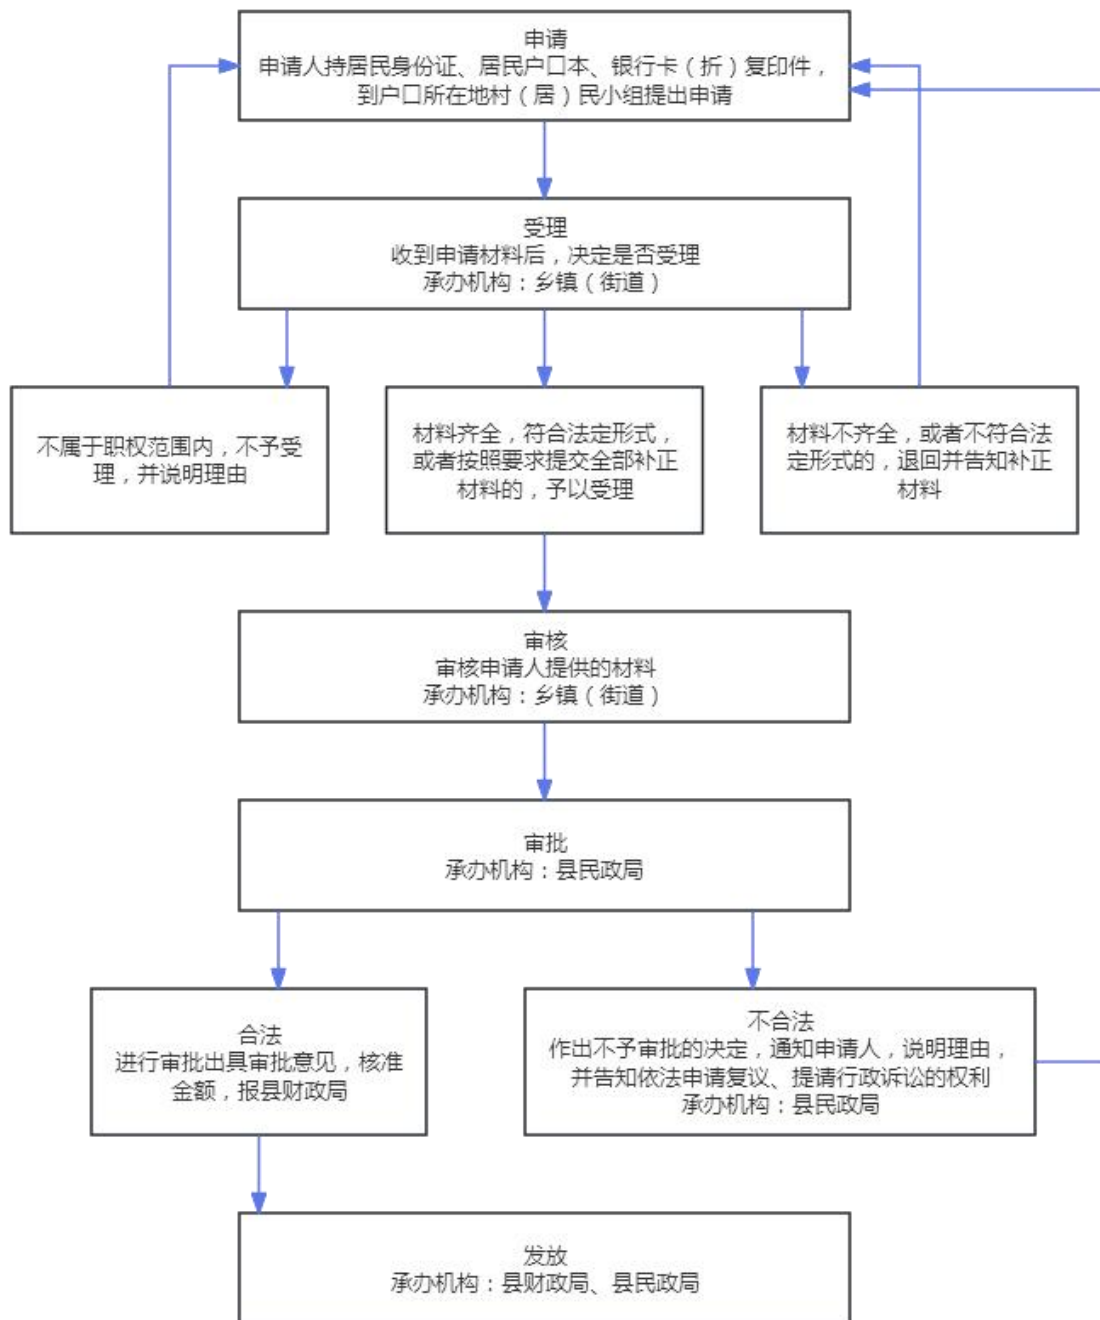 申请
申请人持居民身份证、居民户口本、银行卡（折）复印件，
到户口所在地村（居）民小组提出申请
受理
收到申请材料后，决定是否受理
承办机构：乡镇（街道）
不属于职权范围内，不予受
理，并说明理由
材料齐全，符合法定形式，
或者按照要求提交全部补正
材料的，予以受理
材料不齐全，或者不符合法
定形式的，退回并告知补正
材料
审核
审核申请人提供的材料
承办机构：乡镇（街道）
审批
承办机构：县民政局
合法
进行审批出具审批意见，核准
金额，报县财政局
不合法
作出不予审批的决定，通知申请人，说明理由，
并告知依法申请复议、提请行政诉讼的权利
承办机构：县民政局
发放
承办机构：县财政局、县民政局